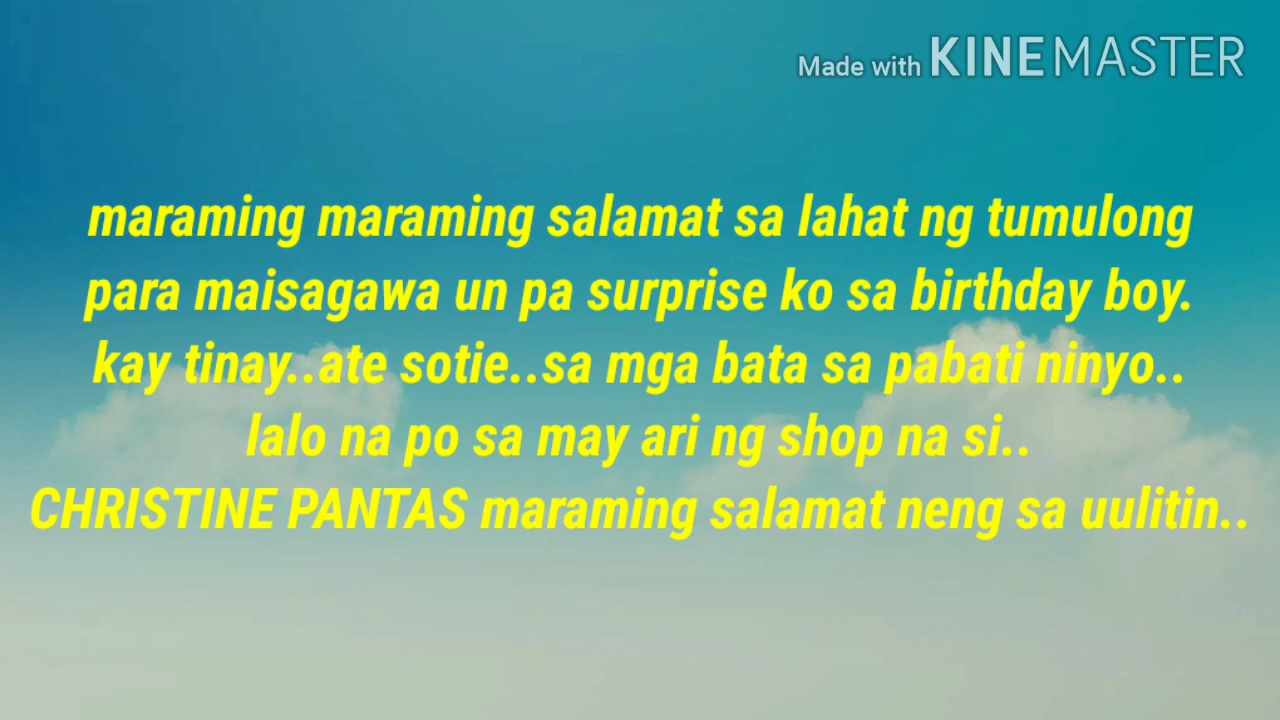 Made with KINEMASTER
maraming maraming salamat sa lahat ng tumulong
para maisagawa un pa surprise ko sa birthday boy.
kay tinay..ate sotie..sa mga bata sa pabati ninyo..
lalo na po sa may ari ng shop na si..
CHRISTINE PANTAS maraming salamat neng sa uulitin..